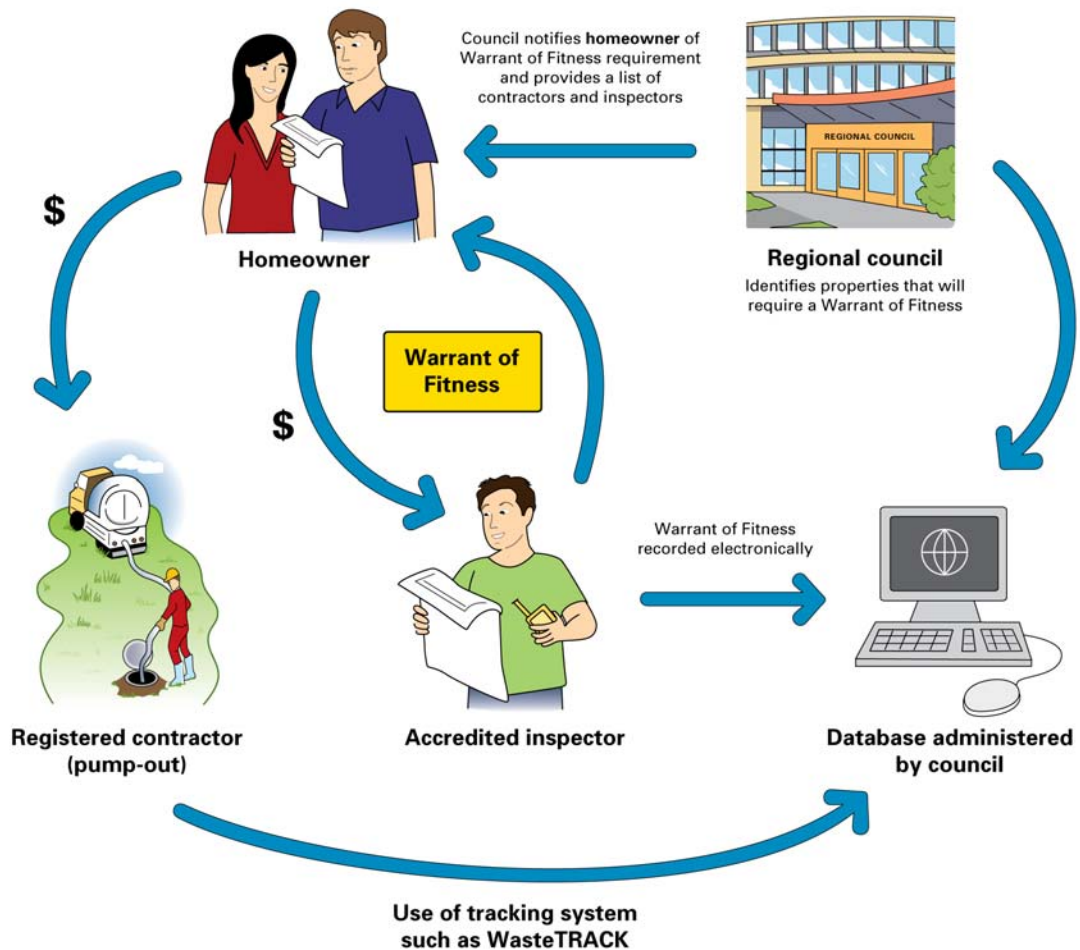 Council notifies homeowner of
Warrant of Fitness requirement
and provides a list of
contractors and inspectors
REGIONAL COUNCIL
$
Homeowner
Regional council
Identifies properties that will
require a Warrant of Fitness
Warrant of
Fitness
$
Warrant of Fitness
recorded electronically
Registered contractor
(pump-out)
Accredited inspector
Database administered
by council
Use of tracking system
such as WasteTRACK